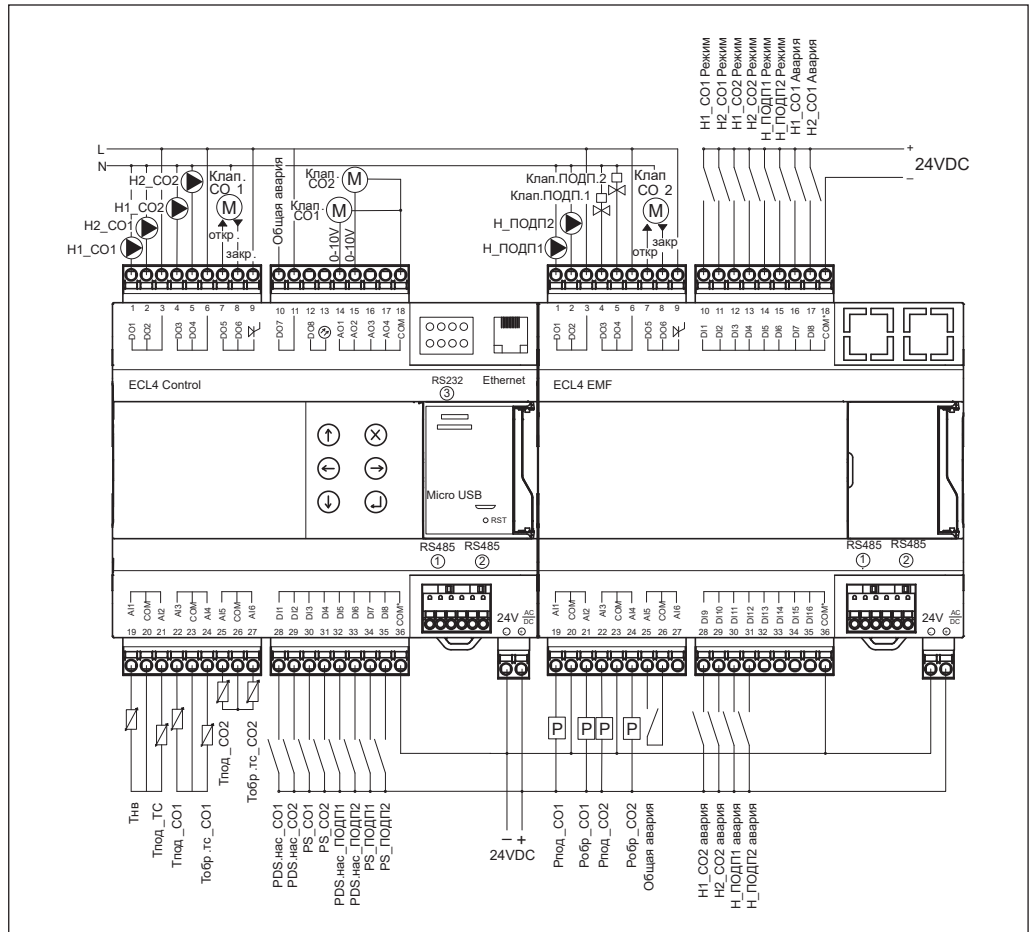 Н1_СО1 Режим
Н2_СО1 Режим
Н1_СО2 Режим
Н2_СО2 Режим
Н_ПОДП1 Режим
Н_ПОДП2 Режим
Н1_СО1 Авария
Н2_СО1 Авария
+
24VDC
–
L
N
Н1_СО1
Н2_СО1
Н1_СО2
Н2_СО2
Клап.
СО_1
M
откр.
закр.
Общая авария
Клап.
СО1
M
Клап.
СО2
M
0-10V
0-10V
Н_ПОДП1
Н_ПОДП2
Клап.ПОДП.1
Клап.ПОДП.2
Клап
СО 2
M
откр
закр
1 2 3 4 5 6 7 8 9
DO1 DO2 DO3 DO4 DO5 DO6
10 11 12 13 14 15 16 17 18
DO7 DO8 AO1 AO2 AO3 AO4 COM
1 2 3 4 5 6 7 8 9
DO1 DO2 DO3 DO4 DO5 DO6
10 11 12 13 14 15 16 17 18
DI1 DI2 DI3 DI4 DI5 DI6 DI7 DI8 COM*
ECL4 Control
RS232
3
Ethernet
ECL4 EMF
Micro USB
RST
RS485 RS485
1 2
RS485 RS485
1 2
AI1 COM AI2 AI3 COM AI4 AI5 COM AI6
19 20 21 22 23 24 25 26 27
DI1 DI2 DI3 DI4 DI5 DI6 DI7 DI8 COM*
28 29 30 31 32 33 34 35 36
24V AC
DC
AI1 COM AI2 AI3 COM AI4 AI5 COM AI6
19 20 21 22 23 24 25 26 27
DI9 DI10 DI11 DI12 DI13 DI14 DI15 DI16 COM*
28 29 30 31 32 33 34 35 36
24V AC
DC
Тнв
Тпод_ТС
Тпод_СО1
Тобр.тс_СО1
Тпод_СО2
Тобр.тс_СО2
PDS.нас_СО1
PDS.нас_СО2
PS_СО1
PS_СО2
PDS.нас_ПОДП1
PDS.нас_ПОДП2
PS_ПОДП1
PS_ПОДП2
– +
24VDC
P P P P
Рпод_СО1
Робр_СО1
Рпод_СО2
Робр_СО2
Общая авария
Н1_СО2 авария
Н2_СО2 авария
Н_ПОДП1 авария
Н_ПОДП2 авария